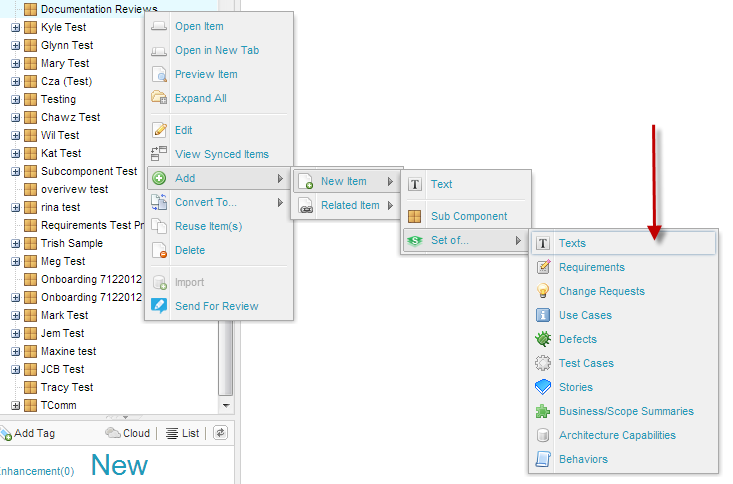 Documentation Reviews
Kyle Test
Glynn Test
Mary Test
Cza (Test)
Testing
Chawz Test
Wil Test
Kat Test
Subcomponent Test
overivew test
rina test
Requirements Test Pr
Trish Sample
Meg Test
Onboarding 7122012
Onboarding 7122012
Mark Test
Jem Test
Maxine test
JCB Test
Tracy Test
TComm
Add Tag
Cloud
List
nhancement(0)
New
Open Item
Open in New Tab
Preview Item
Expand All
Edit
View Synced Items
Add
Convert To...
Reuse Item(s)
Delete
Import
Send For Review
New Item
Related Item
T Text
Sub Component
S Set of...
T Texts
Requirements
Change Requests
Use Cases
Defects
Test Cases
Stories
Business/Scope Summaries
Architecture Capabilities
Behaviors